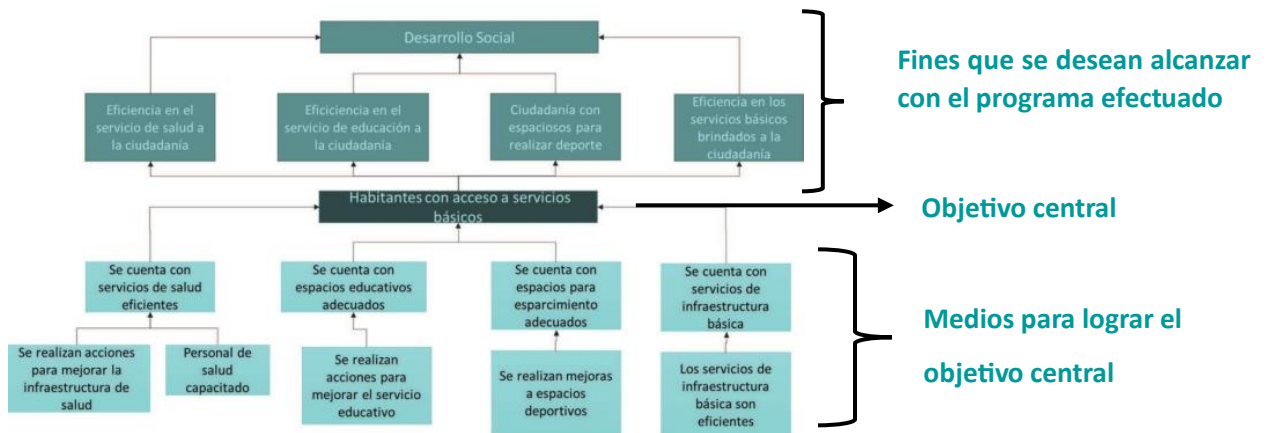 Desarrollo Social
Fines que se desean alcanzar
con el programa efectuado
Eficiencia en el
servicio de salud a
la ciudadanía
Eficiciencia en el
servicio de educación a
la ciudadanía
Ciudadanía con
espaciosos para
realizar deporte
Eficiencia en los
servicios básicos
brindados a la
ciudadanía
Habitantes con acceso a servicios
básicos
Objetivo central
Se cuenta con
servicios de salud
eficientes
Se cuenta con
espacios educativos
adecuados
Se cuenta con
espacios para
esparcimiento
adecuados
Se cuenta con
servicios de
infraestructura
básica
Medios para lograr el
objetivo central
Se realizan acciones
para mejorar la
infraestructura de
salud
Personal de
salud
capacitado
Se realizan
acciones para
mejorar el servicio
educativo
Se realizan mejoras
a espacios
deportivos
Los servicios de
infraestructura
básica son
eficientes